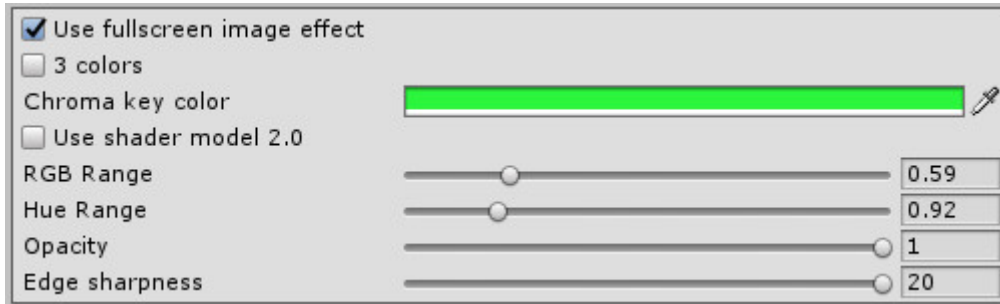 Use fullscreen image effect
3 colors
Chroma key color
Use shader model 2.0
RGB Range 0.59
Hue Range 0.92
Opacity 1
Edge sharpness 20